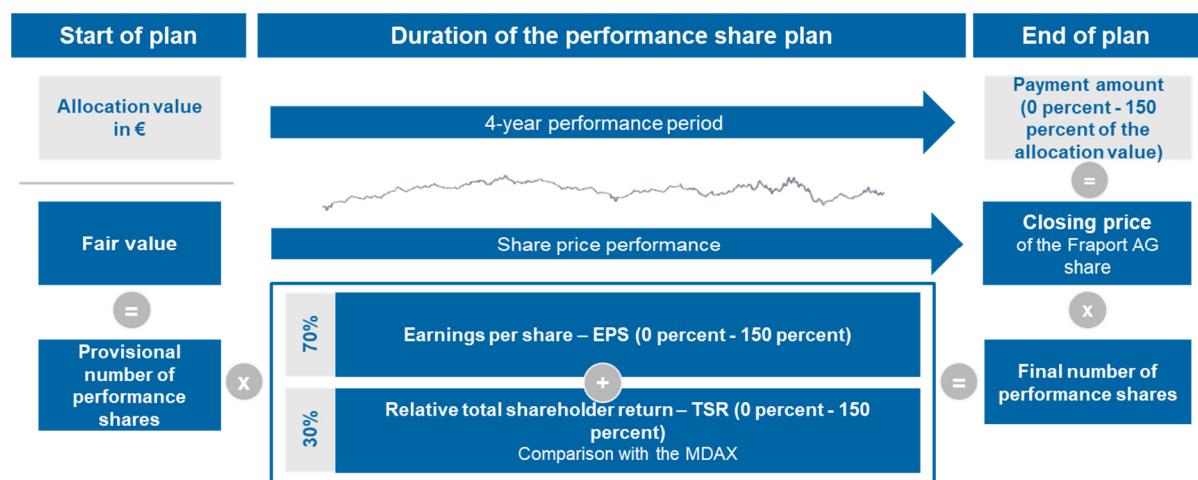 Start of plan
Duration of the performance share plan
End of plan
Allocation value
in €
4-year performance period
Payment amount
(0 percent - 150
percent of the
allocation value)
=
Fair value
Share price performance
Closing price
of the Fraport AG
share
=
x
70%
Earnings per share – EPS (0 percent - 150 percent)
Provisional
number of
performance
shares
x
+
=
Final number of
performance shares
30%
Relative total shareholder return – TSR (0 percent - 150
percent)
Comparison with the MDAX